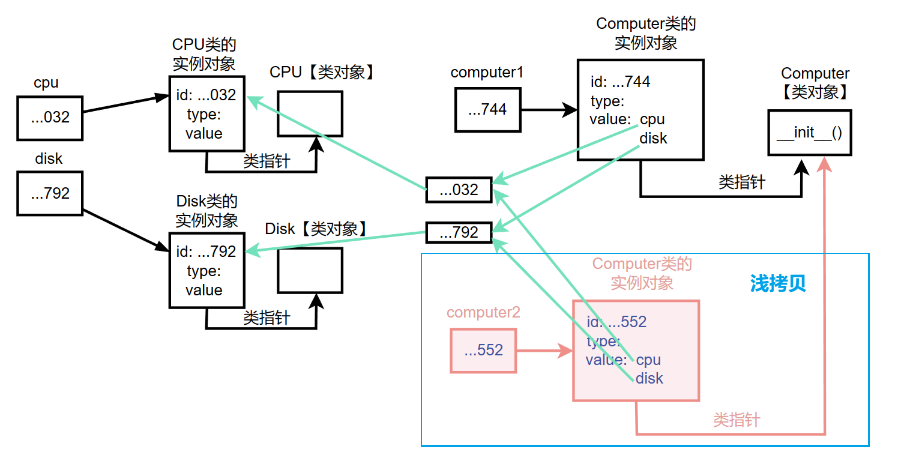 cpu
...032
CPU类的
实例对象
id: ...032
type:
value
CPU【类对象】
类指针
disk
...792
Disk类的
实例对象
id: ...792
type:
value
Disk【类对象】
类指针
computer1
...744
Computer类的
实例对象
id: ...744
type:
value: cpu
disk
Computer
【类对象】
__init__()
类指针
...032
...792
浅拷贝
computer2
...552
Computer类的
实例对象
id: ...552
type:
value: cpu
disk
类指针